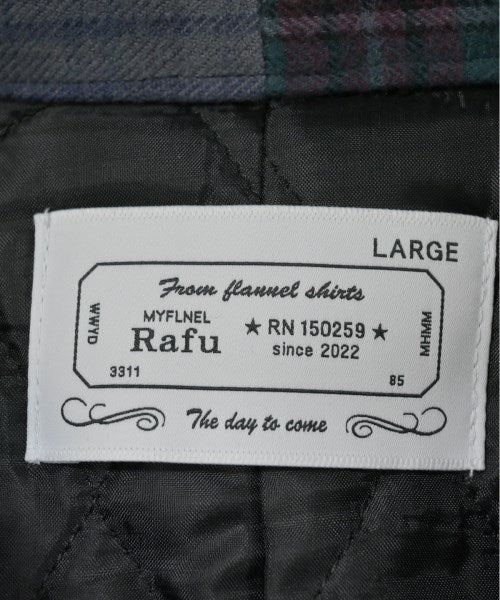 LARGE
From flannel shirts
WWYD
MYFLNEL
Rafu
★ RN 150259 ★
since 2022
MHMM
3311
85
The day to come